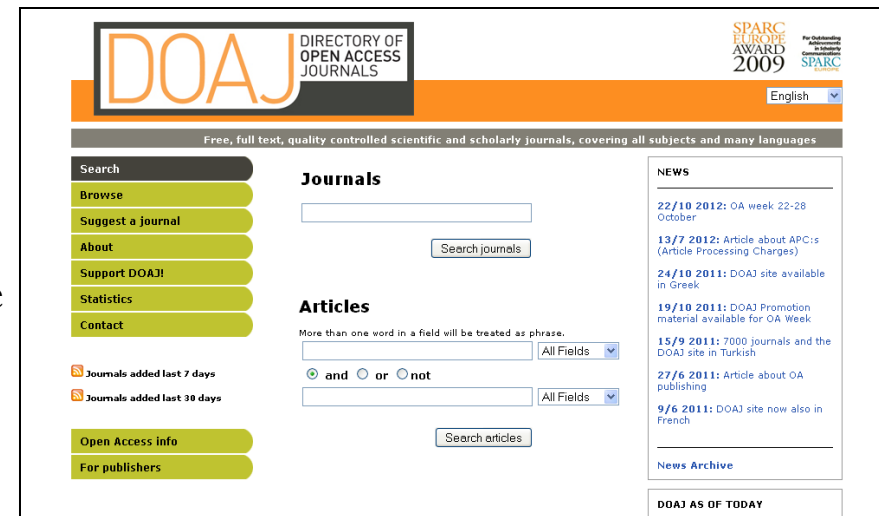 DOAJ
DIRECTORY OF
OPEN ACCESS
JOURNALS
SPARC
EUROPE
AWARD
2009
For Outstanding
Achievements
in Scholarly
Communications
SPARC
EUROPE
English
Free, full text, quality controlled scientific and scholarly journals, covering all subjects and many languages
Search
Browse
Suggest a journal
About
Support DOAJ!
Statistics
Contact
Journals added last 7 days
Journals added last 30 days
Open Access info
For publishers
Journals
Search journals
Articles
More than one word in a field will be treated as phrase.
All Fields
and or not
All Fields
Search articles
NEWS
22/10 2012: OA week 22-28
October
13/7 2012: Article about APC:s
(Article Processing Charges)
24/10 2011: DOAJ site available
in Greek
19/10 2011: DOAJ Promotion
material available for OA Week
15/9 2011: 7000 journals and the
DOAJ site in Turkish
27/6 2011: Article about OA
publishing
9/6 2011: DOAJ site now also in
French
News Archive
DOAJ AS OF TODAY